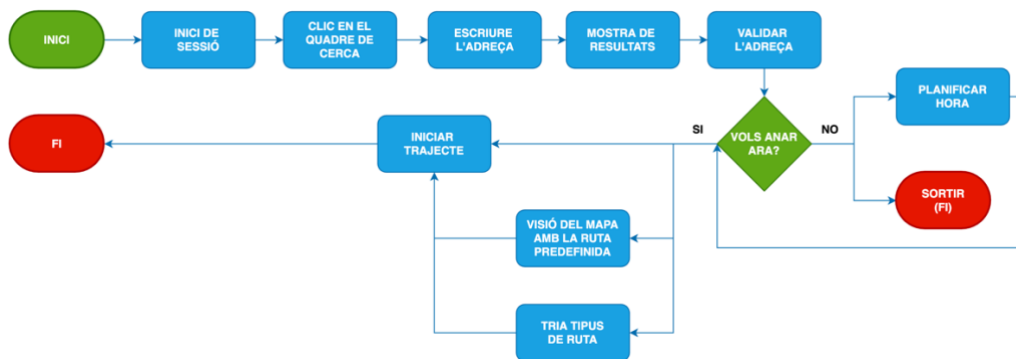 INICI
INICI DE
SESSIÓ
CLIC EN EL
QUADRE DE
CERCA
ESCRIURE
L'ADREÇA
MOSTRA DE
RESULTATS
VALIDAR
L'ADREÇA
PLANIFICAR
HORA
FI
INICIAR
TRAJECTE
SI
VOLS ANAR
ARA?
NO
SORTIR
(FI)
VISIÓ DEL MAPA
AMB LA RUTA
PREDEFINIDA
TRIA TIPUS
DE RUTA